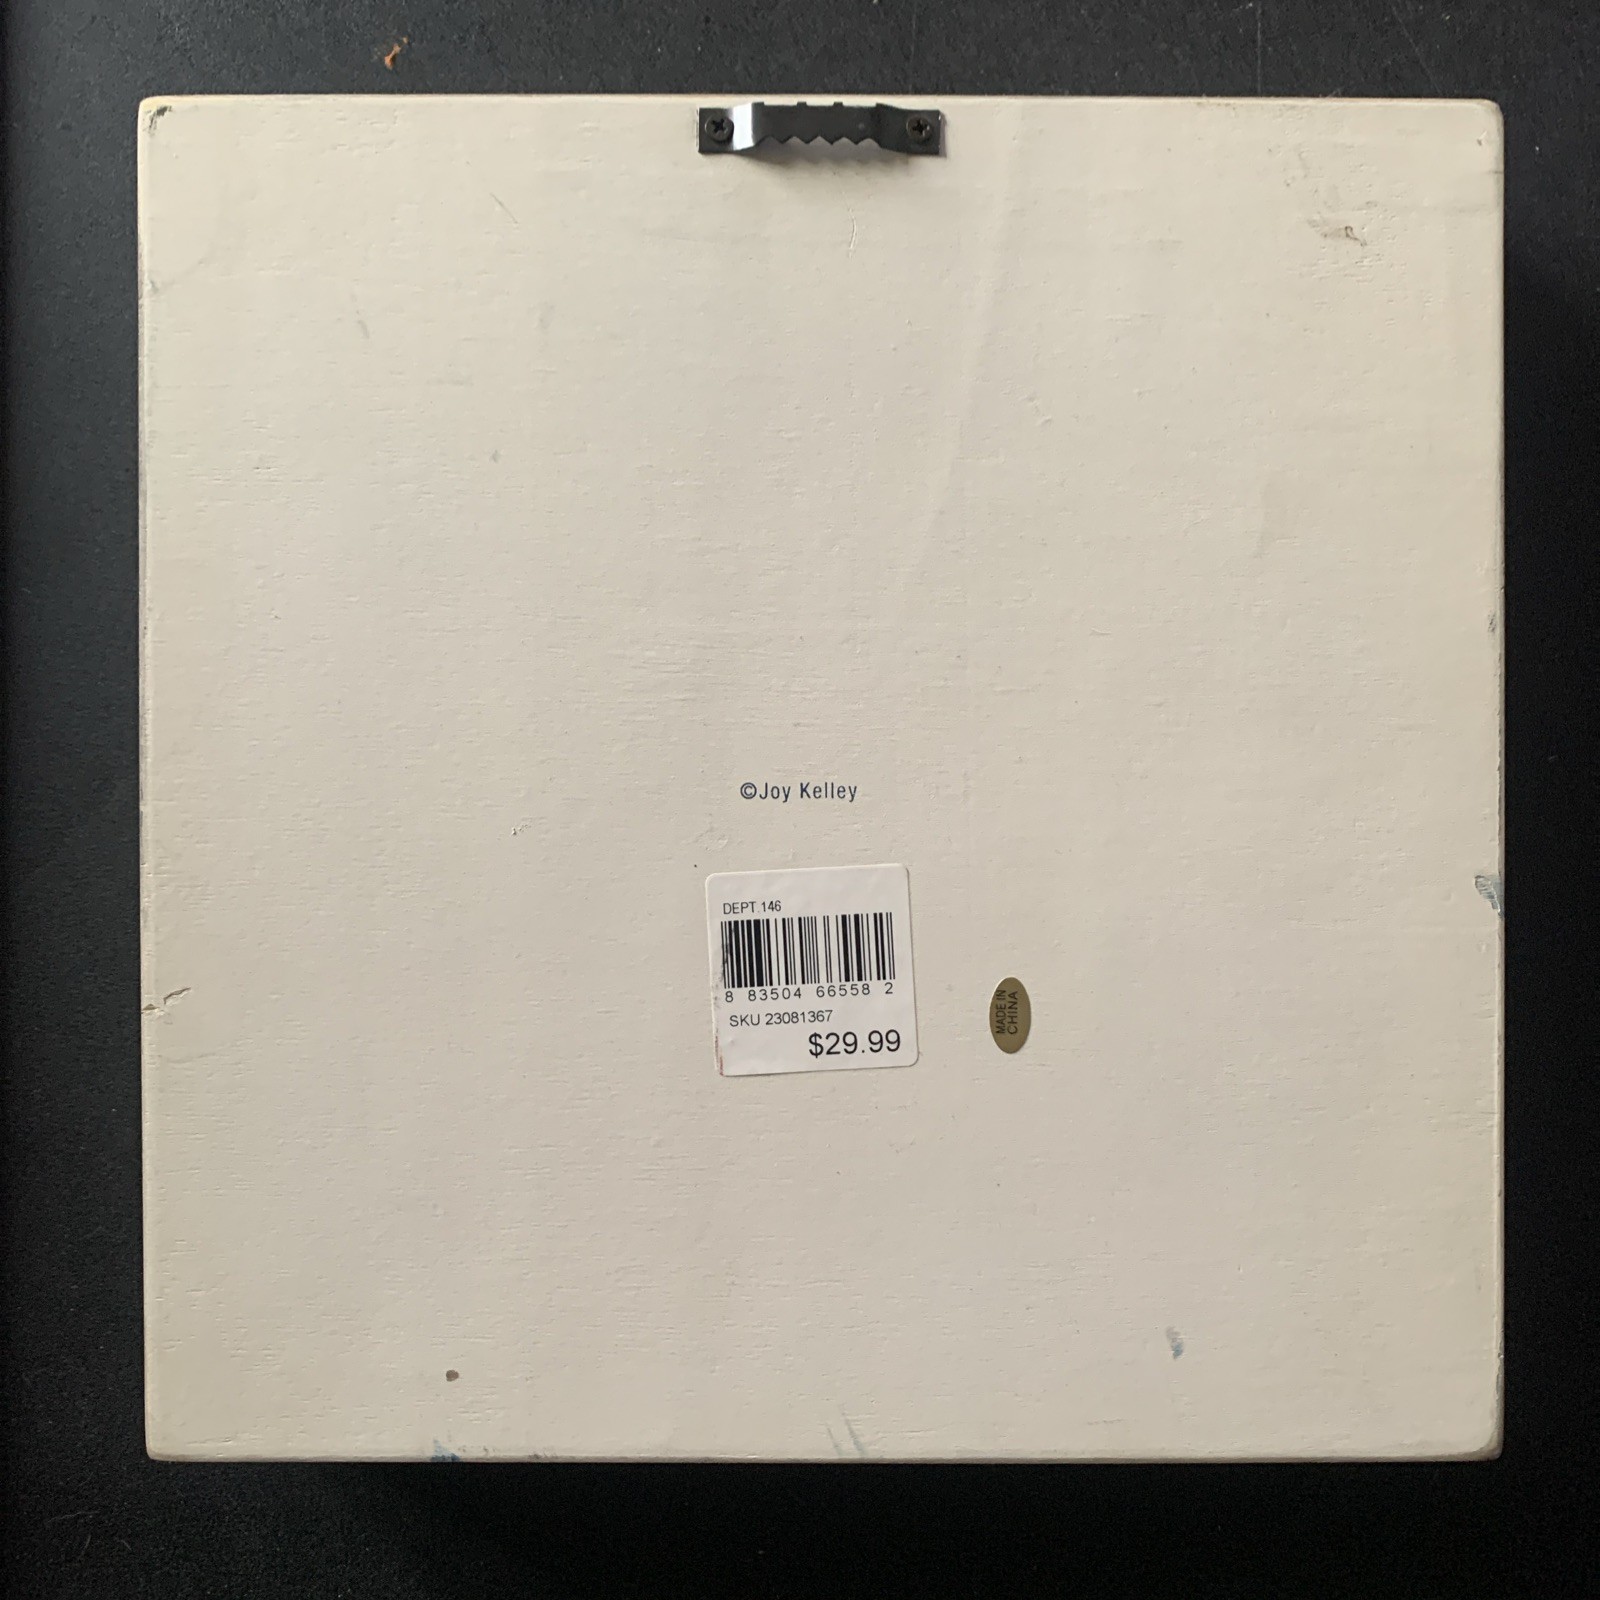 ©Joy Kelley
DEPT.146
8 83504 66558 2
SKU 23081367
$29.99
MADE IN
CHINA